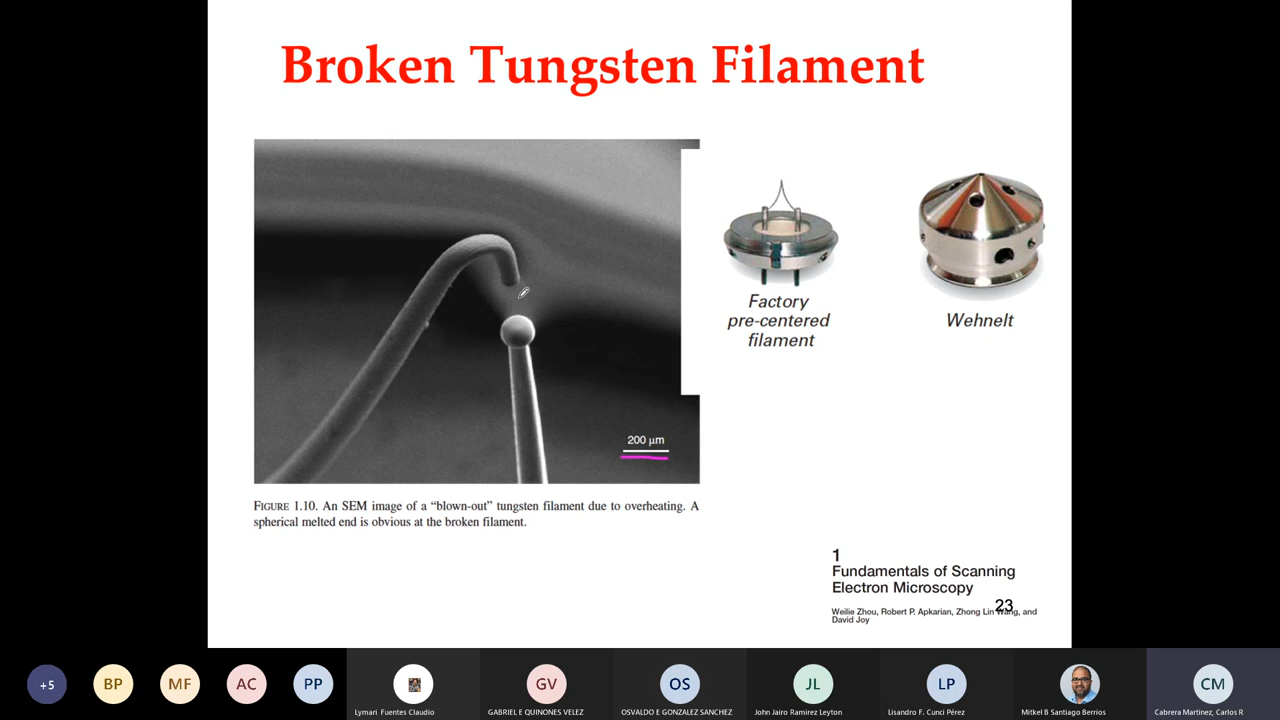 Broken Tungsten Filament
Factory
pre-centered
filament
Wehnelt
200 µm
FIGURE 1.10. An SEM image of a “blown-out” tungsten filament due to overheating. A
spherical melted end is obvious at the broken filament.
1
Fundamentals of Scanning
Electron Microscopy
23
Weilie Zhou, Robert P. Apkarian, Zhong Lin Wang, and
David Joy
+5
BP
MF
AC
PP
GV
OS
JL
LP
CM
Lymari Fuentes Claudio
GABRIEL E QUINONES VELEZ
OSVALDO E GONZALEZ SANCHEZ
John Jairo Ramirez Leyton
Lisandro F. Cunci Pérez
Mitkel B Santiago Berrios
Cabrera Martinez, Carlos R